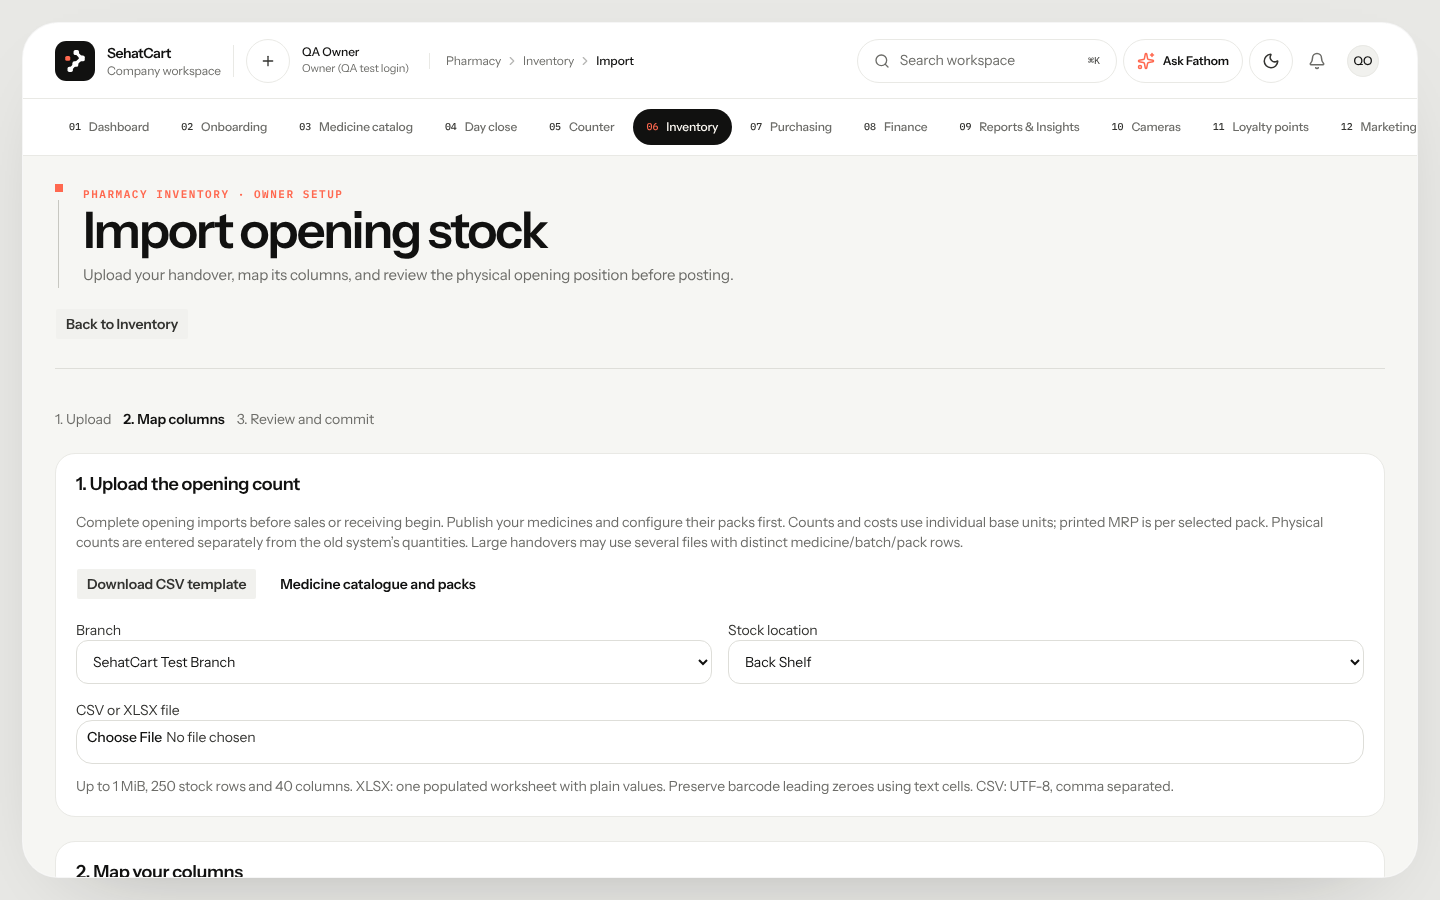 SehatCart
Company workspace
QA Owner
Owner (QA test login)
Pharmacy > Inventory > Import
Search workspace ⌘K
Ask Fathom
QO
01 Dashboard 02 Onboarding 03 Medicine catalog 04 Day close 05 Counter 06 Inventory 07 Purchasing 08 Finance 09 Reports & Insights 10 Cameras 11 Loyalty points 12 Marketing
PHARMACY INVENTORY · OWNER SETUP
Import opening stock
Upload your handover, map its columns, and review the physical opening position before posting.
Back to Inventory
1. Upload 2. Map columns 3. Review and commit
1. Upload the opening count
Complete opening imports before sales or receiving begin. Publish your medicines and configure their packs first. Counts and costs use individual base units; printed MRP is per selected pack. Physical
counts are entered separately from the old system's quantities. Large handovers may use several files with distinct medicine/batch/pack rows.
Download CSV template Medicine catalogue and packs
Branch Stock location
SehatCart Test Branch Back Shelf
CSV or XLSX file
Choose File No file chosen
Up to 1 MiB, 250 stock rows and 40 columns. XLSX: one populated worksheet with plain values. Preserve barcode leading zeroes using text cells. CSV: UTF-8, comma separated.
2. Map your columns